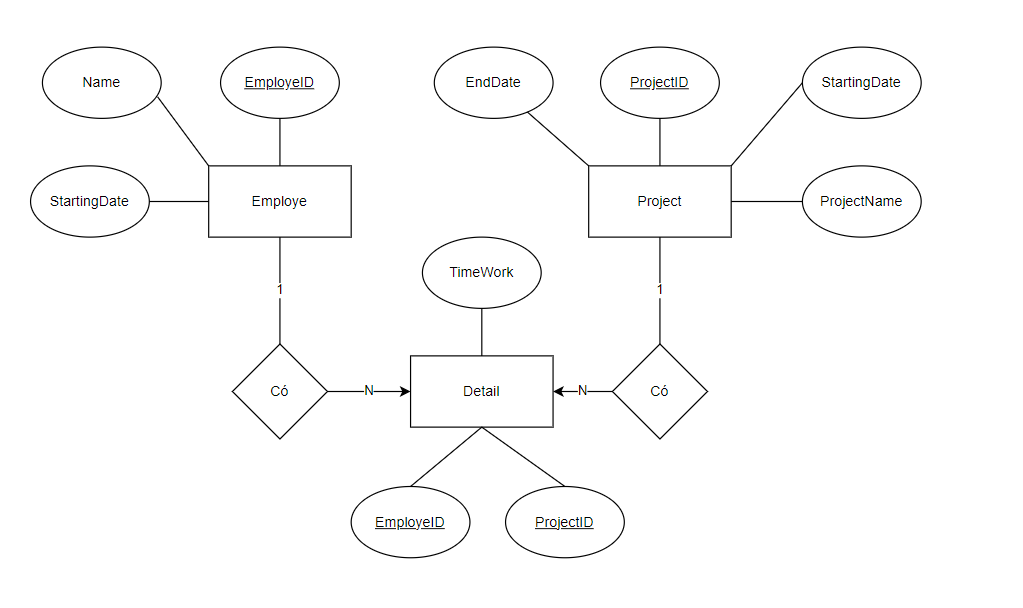 Name
EmployeID
EndDate
ProjectID
StartingDate
StartingDate
Employe
Project
ProjectName
TimeWork
1
1
Có
N
Detail
N
Có
EmployeID
ProjectID